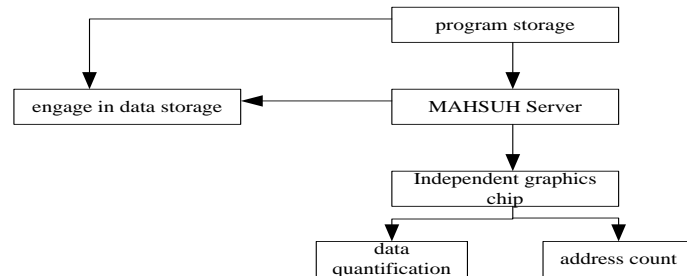 program storage
engage in data storage
MAHSUH Server
Independent graphics
chip
data
quantification
address count